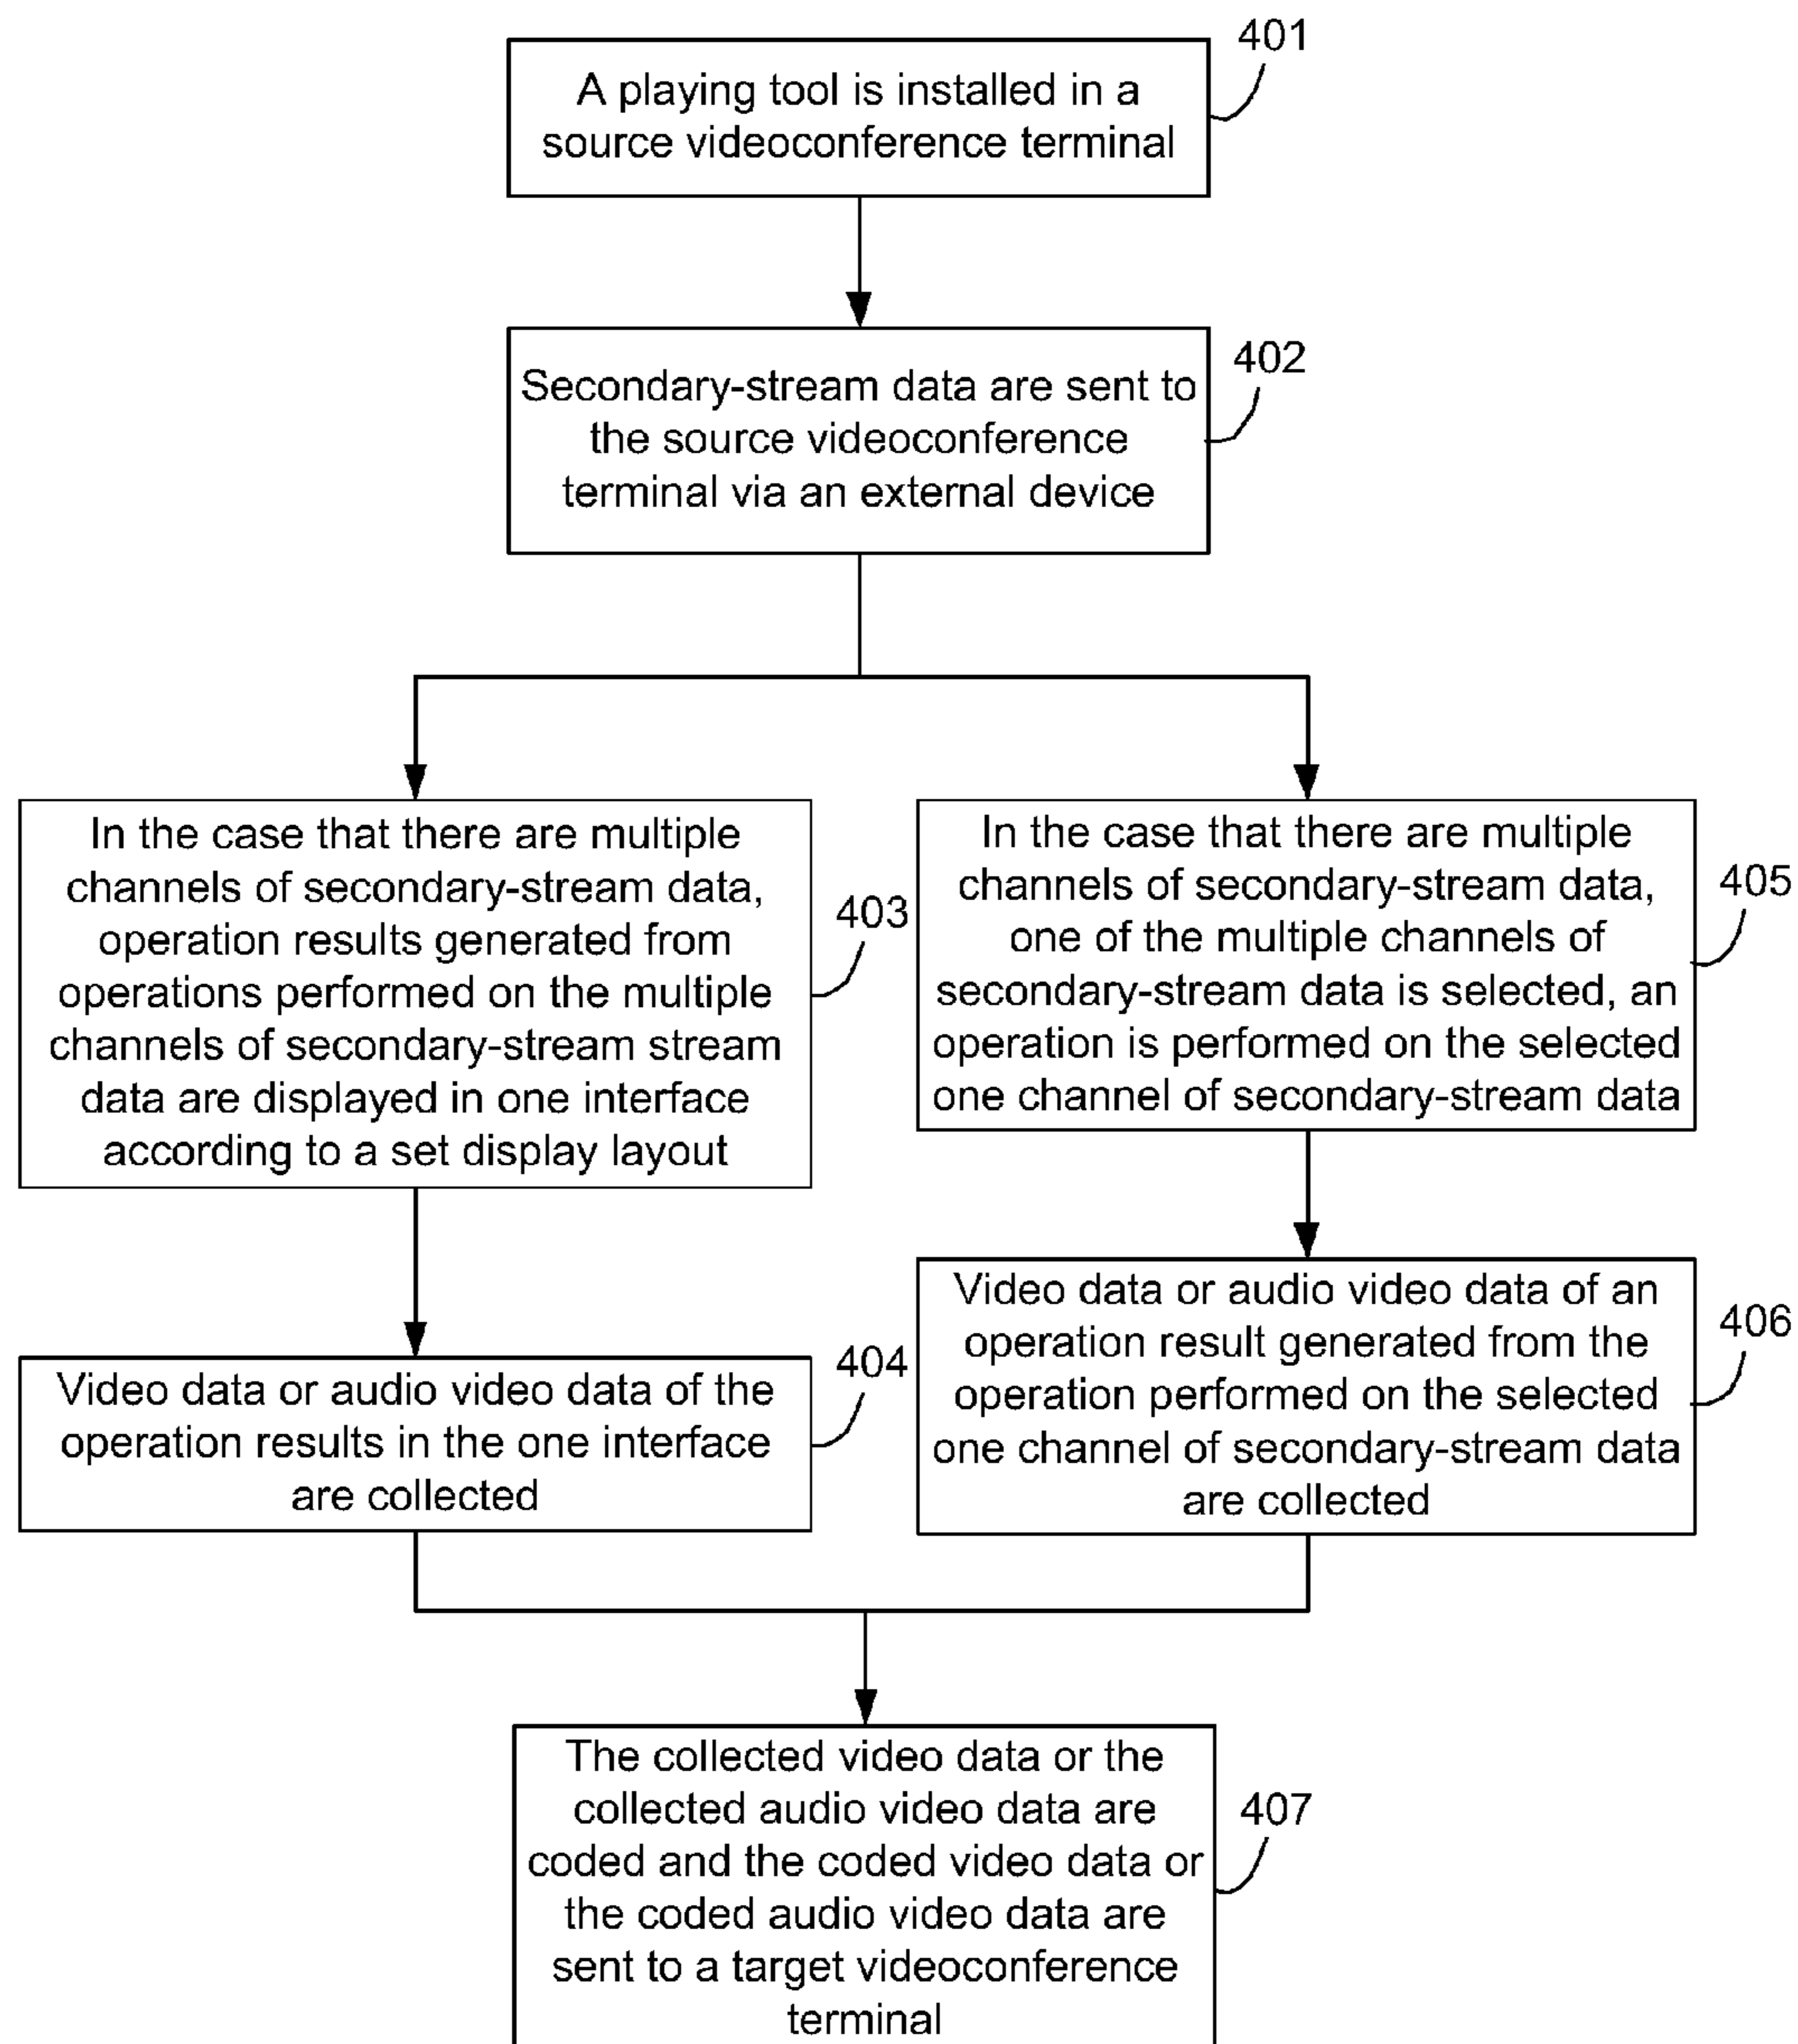 401
A playing tool is installed in a
source videoconference terminal
402
Secondary-stream data are sent to
the source videoconference
terminal via an external device
403
In the case that there are multiple
channels of secondary-stream data,
operation results generated from
operations performed on the multiple
channels of secondary-stream stream
data are displayed in one interface
according to a set display layout
404
Video data or audio video data of the
operation results in the one interface
are collected
405
In the case that there are multiple
channels of secondary-stream data,
one of the multiple channels of
secondary-stream data is selected, an
operation is performed on the selected
one channel of secondary-stream data
406
Video data or audio video data of an
operation result generated from the
operation performed on the selected
one channel of secondary-stream data
are collected
407
The collected video data or the
collected audio video data are
coded and the coded video data or
the coded audio video data are
sent to a target videoconference
terminal